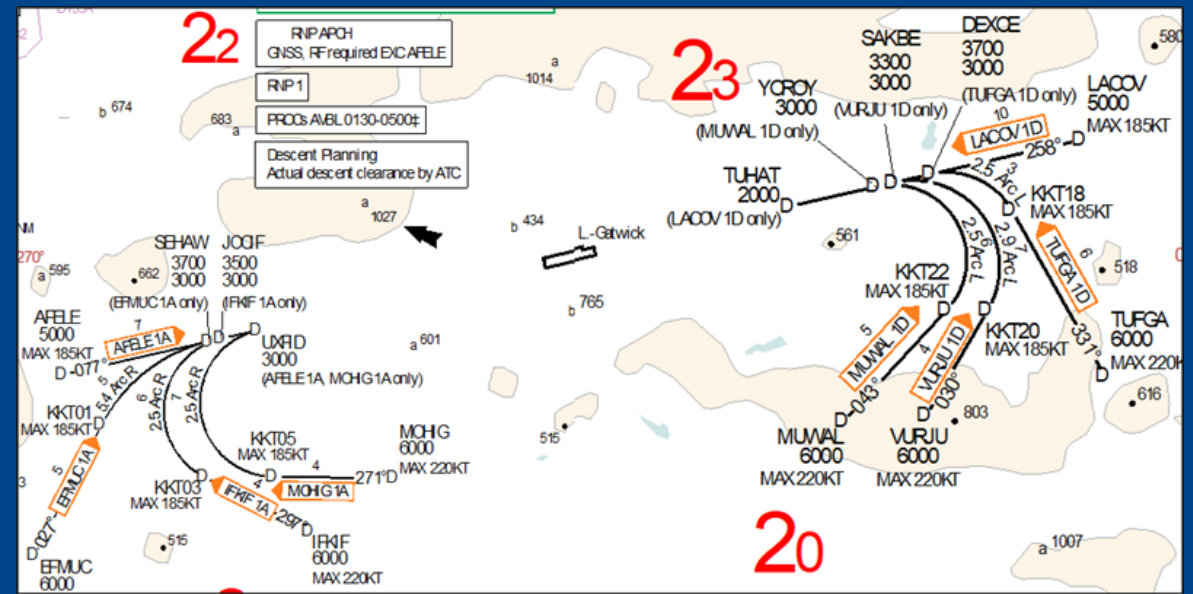 D155A
22
RNP APCH
GNSS, RF required EXC AFELE
RNP 1
PROCs AVBL 0130-0500‡
Descent Planning
Actual descent clearance by ATC
b 674
683
a
a
1014
a
1027
b 434
L-Gatwick
b 765
a 601
515
NM
270°
a 595
662
SEHAW
3700
3000
(EFMUC 1A only)
JOCIF
3500
3000
(IFKIF 1A only)
AFELE
5000
MAX 185KT
D-077°
7
AFELE 1A
UXFID
3000
(AFELE 1A, MOHIG 1A only)
5
5.4 Arc R
6
2.5 Arc R
7
2.5 Arc R
KKT01
MAX 185KT
5
EFMUC 1A
027°
EFMUC
6000
KKT03
MAX 185KT
4
IFKIF 1A
297°
IFKIF
6000
MAX 220KT
KKT05
MAX 185KT
4
MOHIG 1A
271°D
MOHIG
6000
MAX 220KT
515
3
23
YOROY
3000
(MUWAL 1D only)
SAKBE
3300
3000
(VURJU 1D only)
DEXCE
3700
3000
(TUFGA 1D only)
580
LACOV
5000
MAX 185KT
10
LACOV 1D
258°
TUHAT
2000
(LACOV 1D only)
3
2.5 Arc L
KKT18
MAX 185KT
6
TUFGA 1D
331°
TUFGA
6000
MAX 220KT
561
518
6
2.5 Arc L
7
2.9 Arc L
KKT22
MAX 185KT
5
MUWAL 1D
043°
MUWAL
6000
MAX 220KT
KKT20
MAX 185KT
4
VURJU 1D
030°
VURJU
6000
MAX 220KT
803
616
20
a 1007